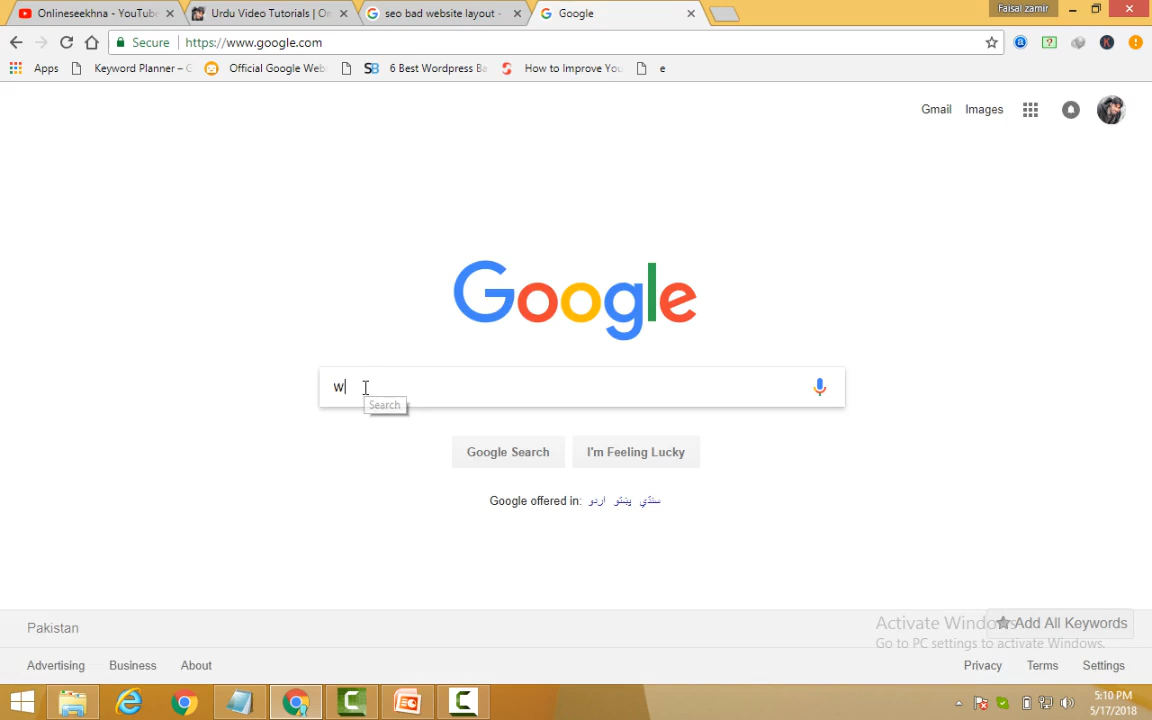 Onlineseekhna - YouTube
Urdu Video Tutorials | On
seo bad website layout -
Google
Faisal zamir
Secure
https://www.google.com
Apps
Keyword Planner – G
Official Google Web
6 Best Wordpress Ba
How to Improve You
e
Gmail
Images
Google
w
Search
Google Search
I'm Feeling Lucky
Google offered in: اردو پښتو سنڌي
Pakistan
Activate Windows
Add All Keywords
Go to PC settings to activate Windows.
Advertising
Business
About
Privacy
Terms
Settings
5:10 PM
5/17/2018